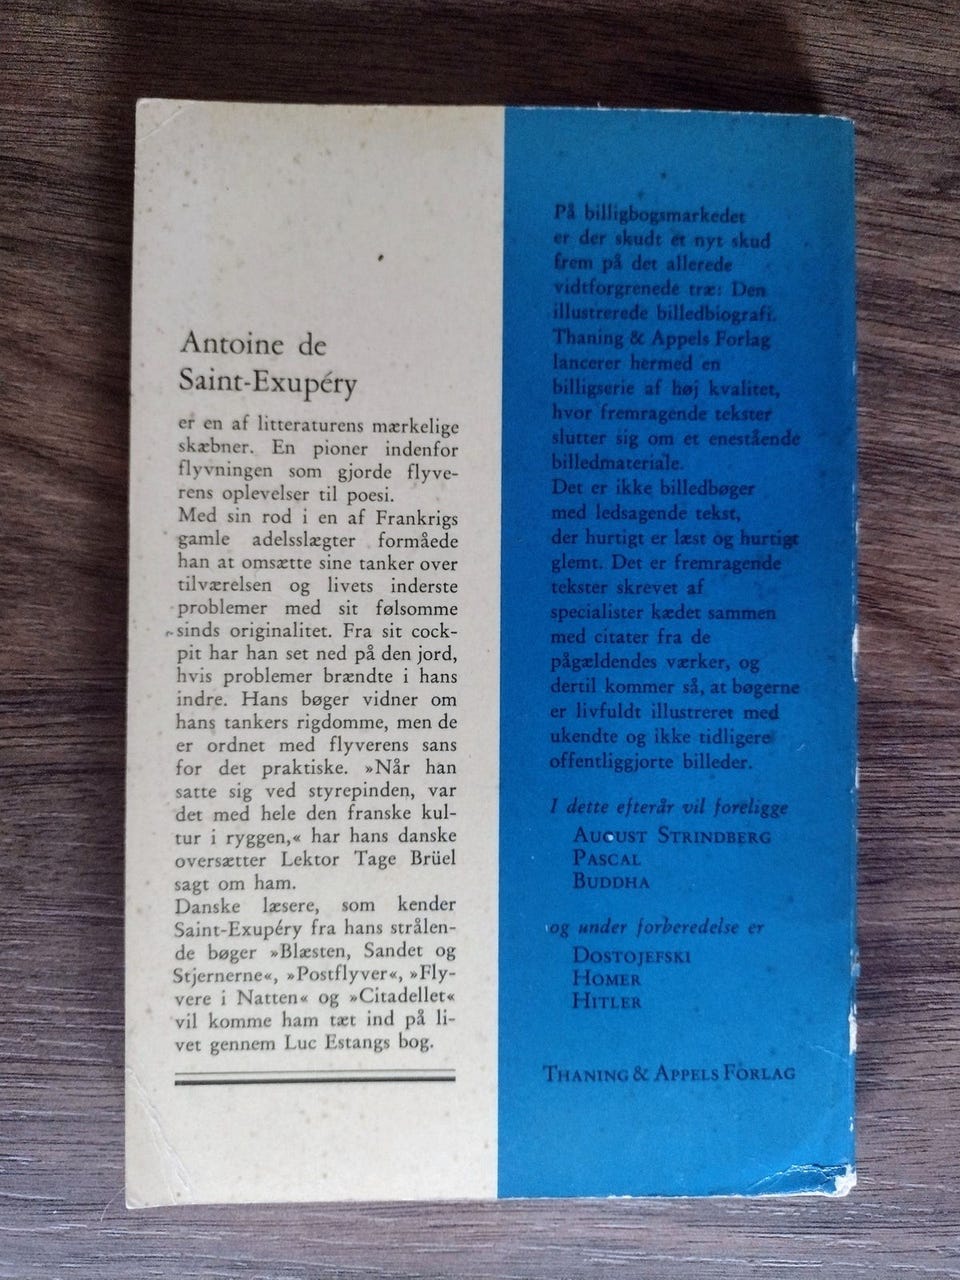 Antoine de
Saint-Exupéry
er en af litteraturens mærkelige
skæbner. En pioner indenfor
flyvningen som gjorde flyve-
rens oplevelser til poesi.
Med sin rod i en af Frankrigs
gamle adelsslægter formåede
han at omsætte sine tanker over
tilværelsen og livets inderste
problemer med sit følsomme
sinds originalitet. Fra sit cock-
pit har han set ned på den jord,
hvis problemer brændte i hans
indre. Hans bøger vidner om
hans tankers rigdomme, men de
er ordnet med flyverens sans
for det praktiske. »Når han
satte sig ved styrepinden, var
det med hele den franske kul-
tur i ryggen,« har hans danske
oversætter Lektor Tage Brüel
sagt om ham.
Danske læsere, som kender
Saint-Exupéry fra hans strålen-
de bøger »Blæsten, Sandet og
Stjernerne«, »Postflyver«, »Fly-
vere i Natten« og »Citadellet«
vil komme ham tæt ind på li-
vet gennem Luc Estangs bog.
På billigbogsmarkedet
er der skudt et nyt skud
frem på det allerede
vidtforgrenede træ: Den
illustrerede billedbiografi.
Thaning & Appels Forlag
lancerer hermed en
billigserie af høj kvalitet,
hvor fremragende tekster
slutter sig om et enestående
billedmateriale.
Det er ikke billedbøger
med ledsagende tekst,
der hurtigt er læst og hurtigt
glemt. Det er fremragende
tekster skrevet af
specialister kædet sammen
med citater fra de
pågældendes værker, og
dertil kommer så, at bøgerne
er livfuldt illustreret med
ukendte og ikke tidligere
offentliggjorte billeder.
I dette efterår vil foreligge
AUGUST STRINDBERG
PASCAL
BUDDHA
og under forberedelse er
DOSTOJEFSKI
HOMER
HITLER
THANING & APPELS FORLAG